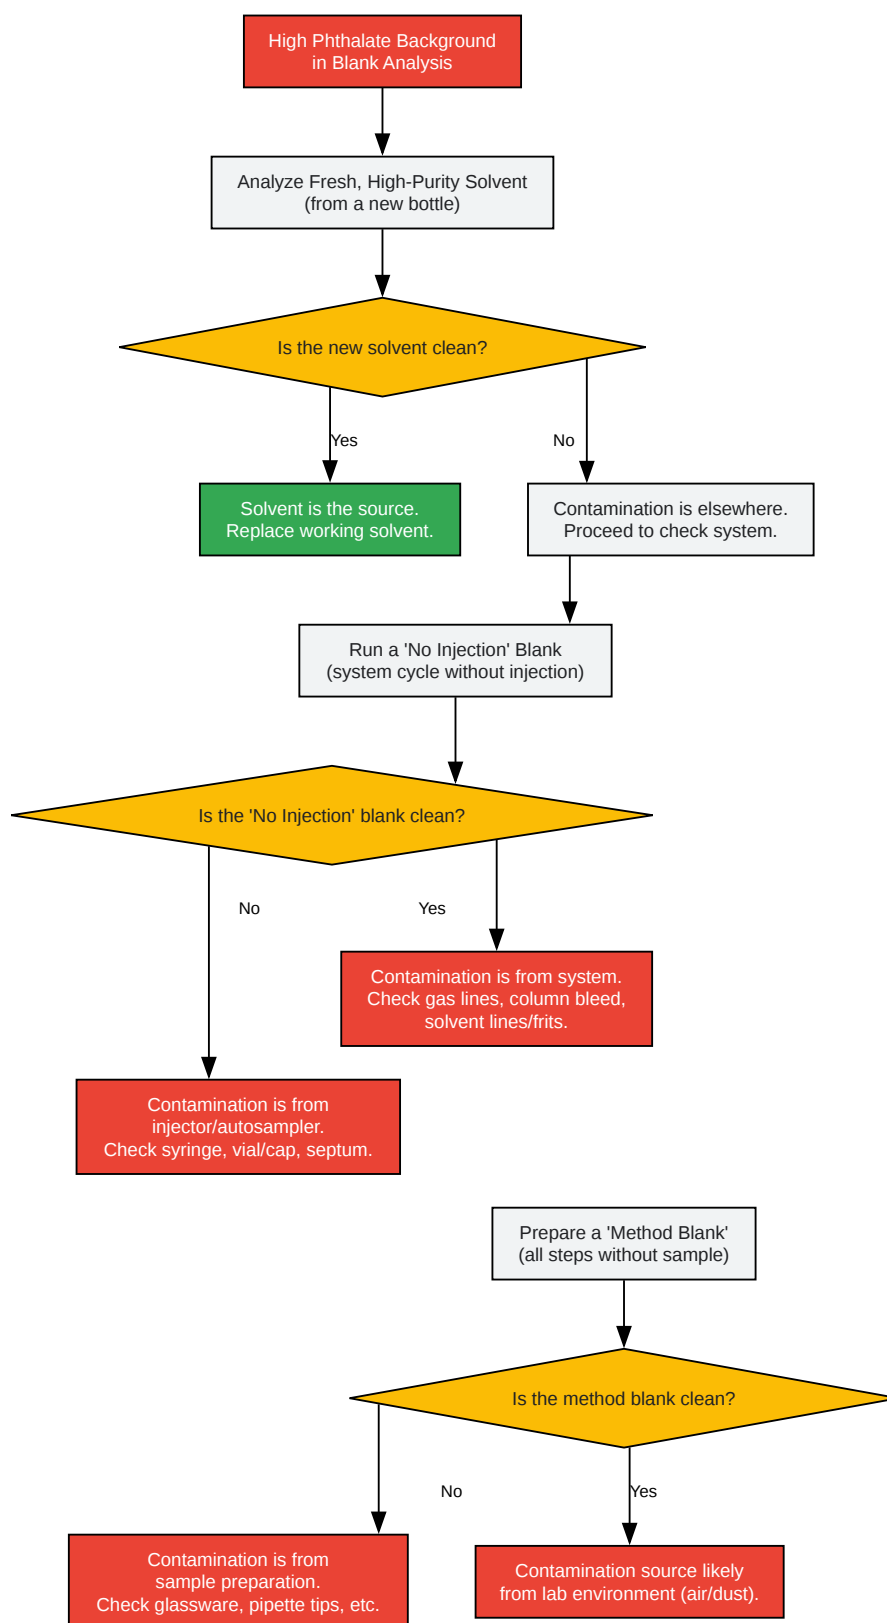 High Phthalate Background
in Blank Analysis
Analyze Fresh, High-Purity Solvent
(from a new bottle)
Is the new solvent clean?
Yes
No
Solvent is the source.
Replace working solvent.
Contamination is elsewhere.
Proceed to check system.
Run a 'No Injection' Blank
(system cycle without injection)
Is the 'No Injection' blank clean?
No
Yes
Contamination is from system.
Check gas lines, column bleed,
solvent lines/frits.
Contamination is from
injector/autosampler.
Check syringe, vial/cap, septum.
Prepare a 'Method Blank'
(all steps without sample)
Is the method blank clean?
No
Yes
Contamination is from
sample preparation.
Check glassware, pipette tips, etc.
Contamination source likely
from lab environment (air/dust).